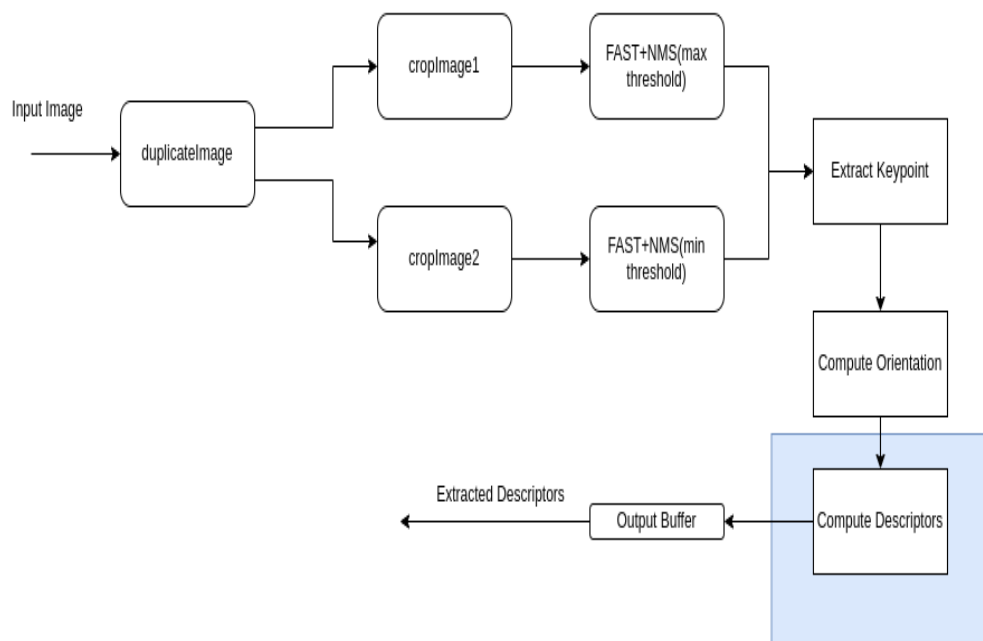 Input Image
duplicateImage
cropImage1
FAST+NMS(max
threshold)
cropImage2
FAST+NMS(min
threshold)
Extract Keypoint
Compute Orientation
Compute Descriptors
Output Buffer
Extracted Descriptors